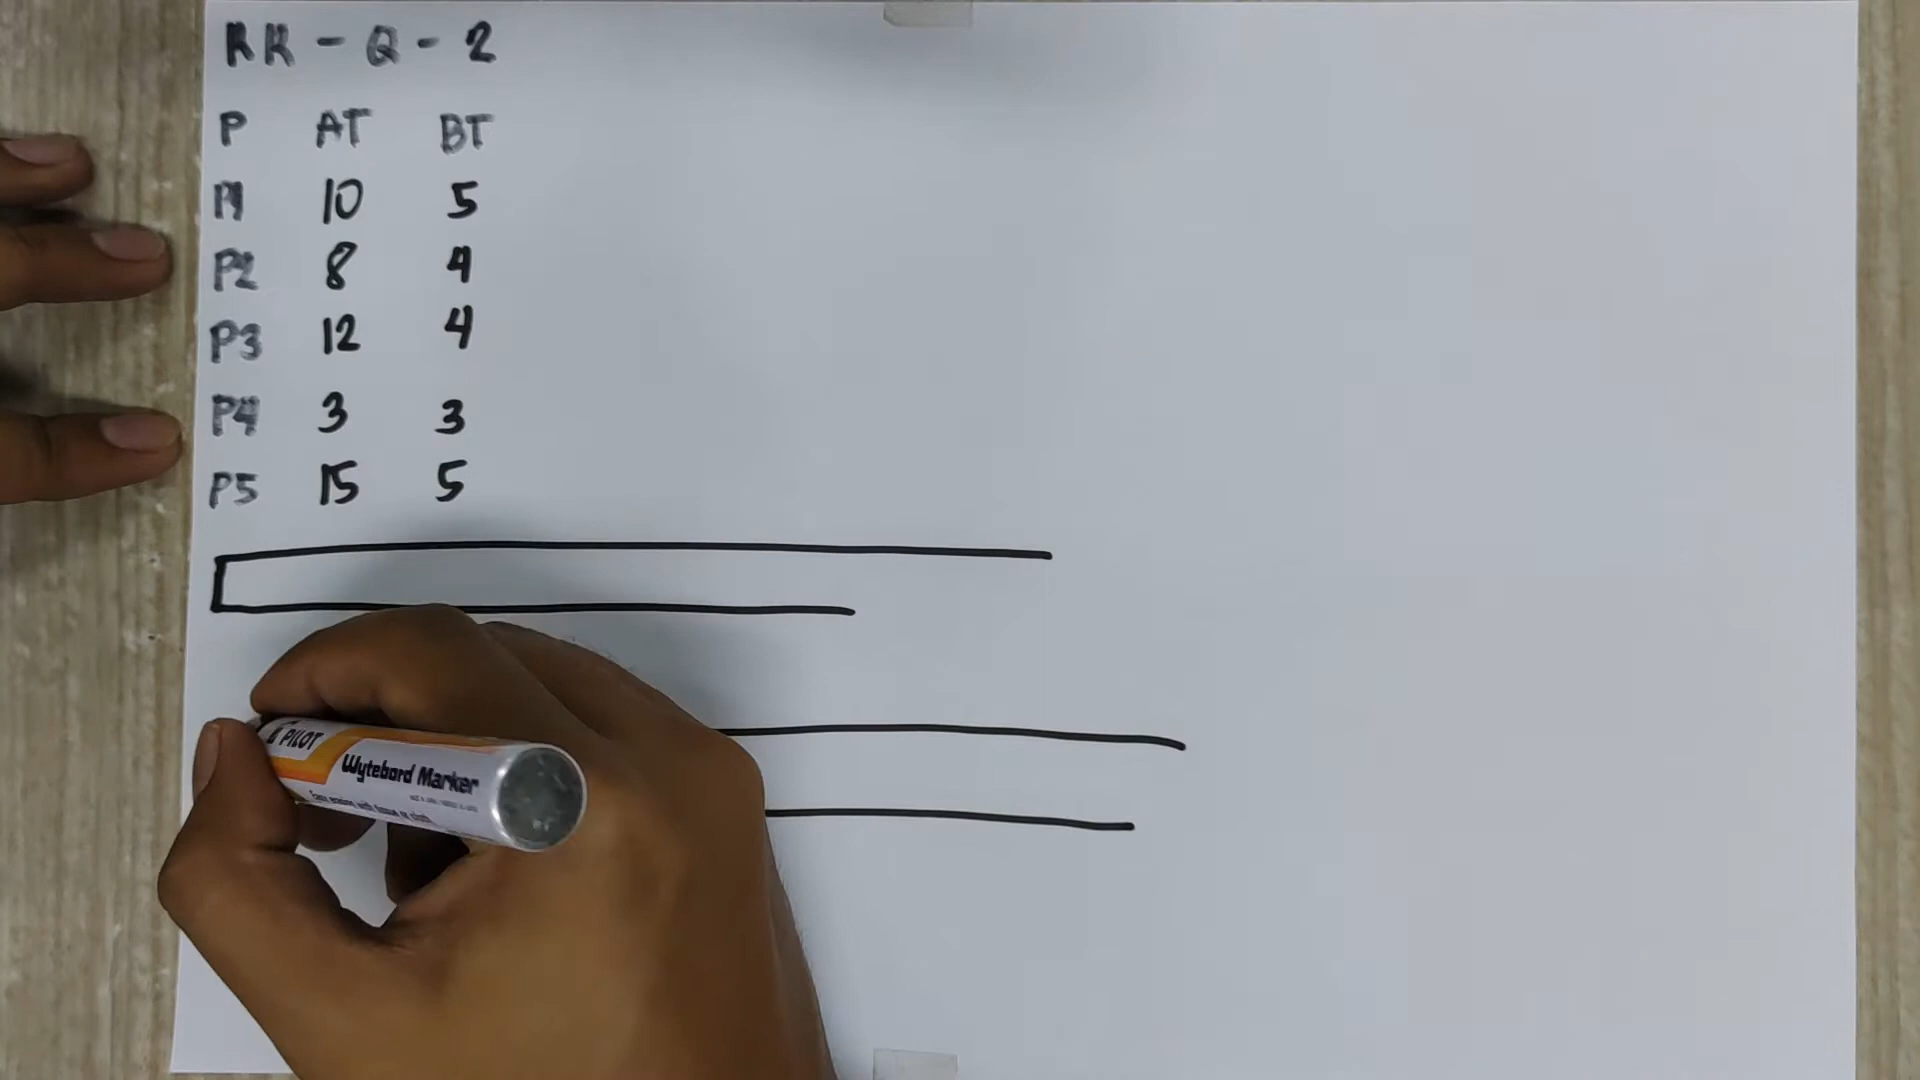 RR - Q - 2
P AT BT
P1 10 5
P2 8 4
P3 12 4
P4 3 3
P5 15 5
PILOT
Wytebord Marker